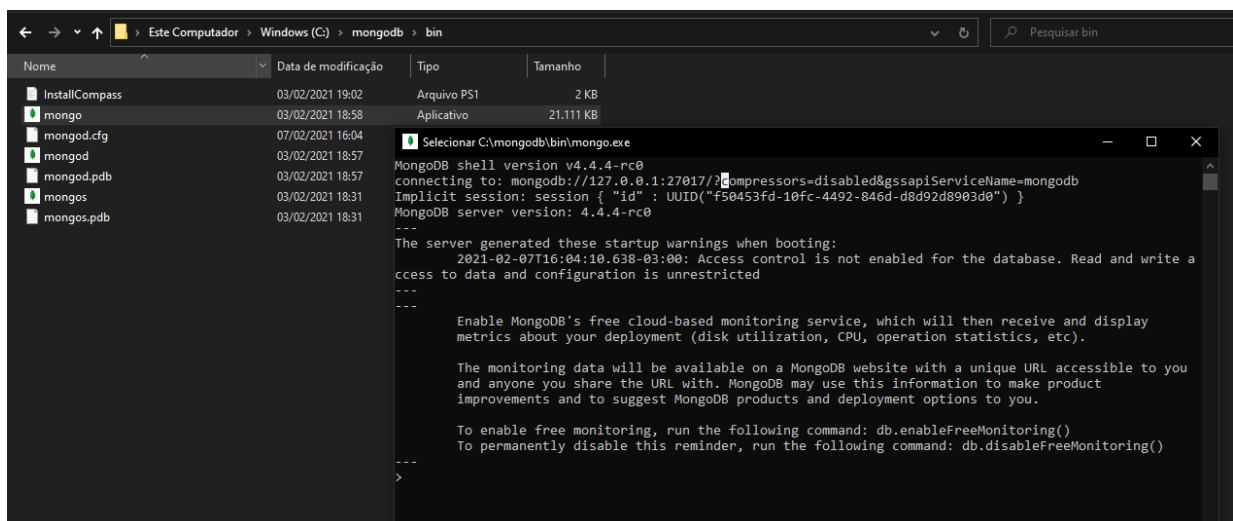 Este Computador > Windows (C:) > mongodb > bin
Pesquisar bin
Nome Data de modificação Tipo Tamanho
InstallCompass 03/02/2021 19:02 Arquivo PS1 2 KB
mongo 03/02/2021 18:58 Aplicativo 21.111 KB
mongod.cfg 07/02/2021 16:04
mongod 03/02/2021 18:57
mongod.pdb 03/02/2021 18:57
mongos 03/02/2021 18:31
mongos.pdb 03/02/2021 18:31
Selecionar C:\mongodb\bin\mongo.exe
MongoDB shell version v4.4.4-rc0
connecting to: mongodb://127.0.0.1:27017/?compressors=disabled&gssapiServiceName=mongodb
Implicit session: session { "id" : UUID("f50453fd-10fc-4492-846d-d8d92d8903d0") }
MongoDB server version: 4.4.4-rc0
---
The server generated these startup warnings when booting:
2021-02-07T16:04:10.638-03:00: Access control is not enabled for the database. Read and write a
ccess to data and configuration is unrestricted
---
---
Enable MongoDB's free cloud-based monitoring service, which will then receive and display
metrics about your deployment (disk utilization, CPU, operation statistics, etc).
The monitoring data will be available on a MongoDB website with a unique URL accessible to you
and anyone you share the URL with. MongoDB may use this information to make product
improvements and to suggest MongoDB products and deployment options to you.
To enable free monitoring, run the following command: db.enableFreeMonitoring()
To permanently disable this reminder, run the following command: db.disableFreeMonitoring()
---
>